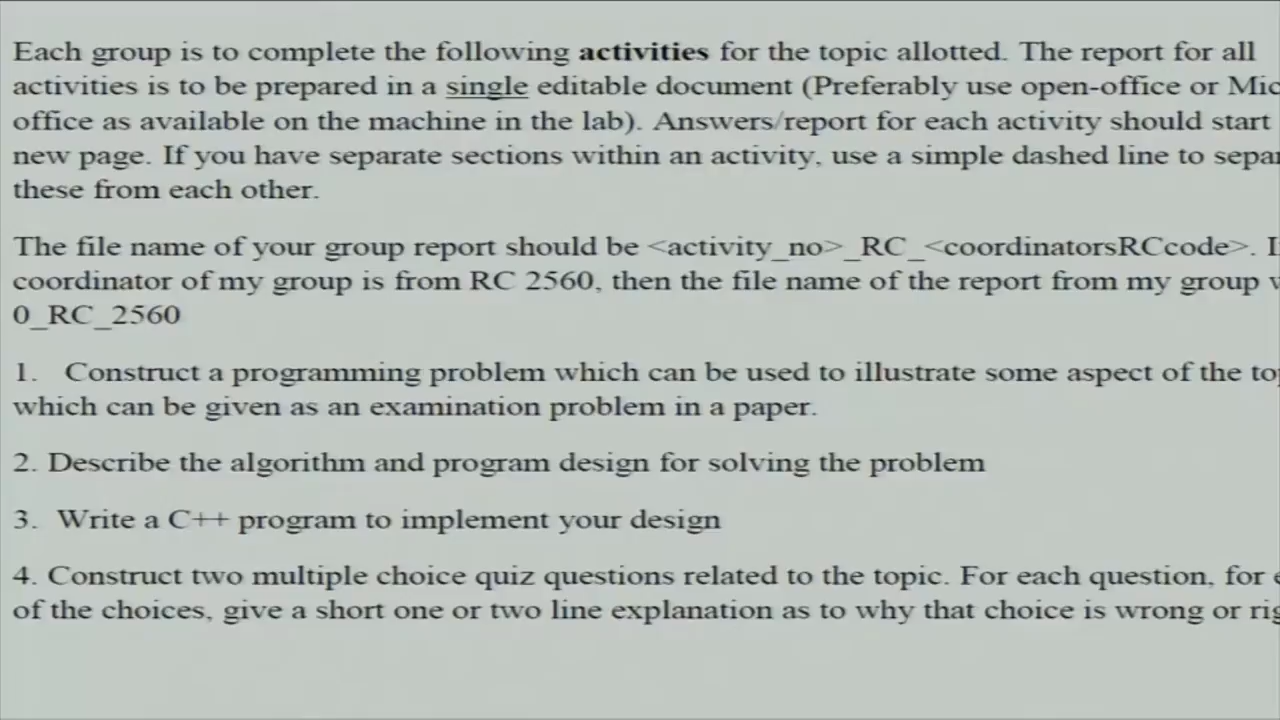 Each group is to complete the following activities for the topic allotted. The report for all
activities is to be prepared in a single editable document (Preferably use open-office or Mic
office as available on the machine in the lab). Answers/report for each activity should start
new page. If you have separate sections within an activity, use a simple dashed line to separ
these from each other.
The file name of your group report should be <activity_no>_RC_<coordinatorsRCcode>. I
coordinator of my group is from RC 2560, then the file name of the report from my group
0_RC_2560
1. Construct a programming problem which can be used to illustrate some aspect of the to
which can be given as an examination problem in a paper.
2. Describe the algorithm and program design for solving the problem
3. Write a C++ program to implement your design
4. Construct two multiple choice quiz questions related to the topic. For each question, for
of the choices, give a short one or two line explanation as to why that choice is wrong or rig